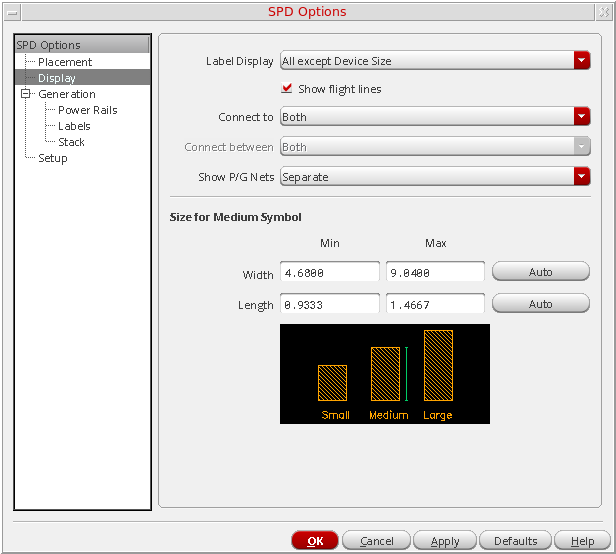 SPD Options
SPD Options
Placement
Display
Generation
Power Rails
Labels
Stack
Setup
Label Display All except Device Size
Show flight lines
Connect to Both
Connect between Both
Show P/G Nets Separate
Size for Medium Symbol
Min Max
Width 4.6800 9.0400 Auto
Length 0.9333 1.4667 Auto
Small Medium Large
OK Cancel Apply Defaults Help